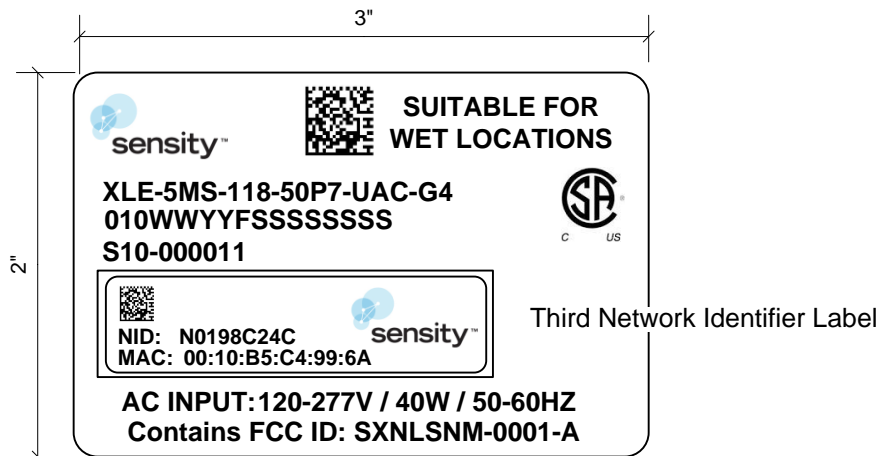 3"
2"
sensity™
SUITABLE FOR
WET LOCATIONS
XLE-5MS-118-50P7-UAC-G4
010WWYYFSSSSSSSS
S10-000011
SA®
C US
NID: N0198C24C
MAC: 00:10:B5:C4:99:6A
sensity™
Third Network Identifier Label
AC INPUT:120-277V / 40W / 50-60HZ
Contains FCC ID: SXNLSNM-0001-A